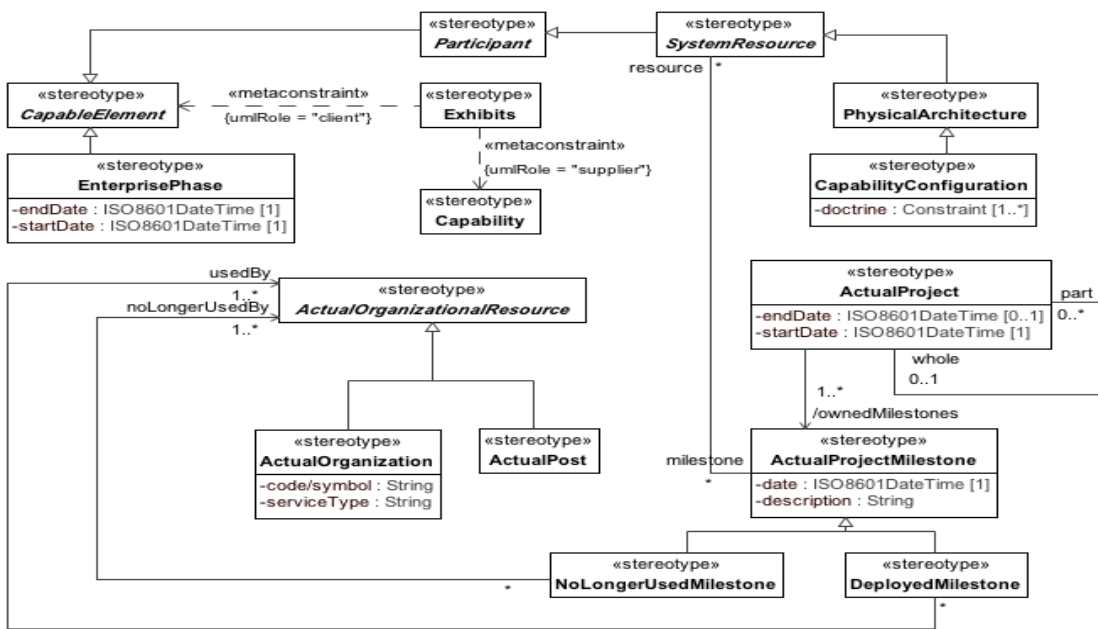 «stereotype»
Participant
«stereotype»
SystemResource
resource
*
«stereotype»
CapableElement
«metaconstraint»
{umlRole = "client"}
«stereotype»
Exhibits
«stereotype»
PhysicalArchitecture
«metaconstraint»
{umlRole = "supplier"}
«stereotype»
EnterprisePhase
-endDate : ISO8601DateTime [1]
-startDate : ISO8601DateTime [1]
«stereotype»
Capability
«stereotype»
CapabilityConfiguration
-doctrine : Constraint [1..*]
usedBy
1..*
noLongerUsedBy
1..*
«stereotype»
ActualOrganizationalResource
«stereotype»
ActualProject
-endDate : ISO8601DateTime [0..1]
-startDate : ISO8601DateTime [1]
part
0..*
whole
0..1
1..*
/ownedMilestones
«stereotype»
ActualOrganization
-code/symbol : String
-serviceType : String
«stereotype»
ActualPost
milestone
*
«stereotype»
ActualProjectMilestone
-date : ISO8601DateTime [1]
-description : String
«stereotype»
NoLongerUsedMilestone
*
«stereotype»
DeployedMilestone
*